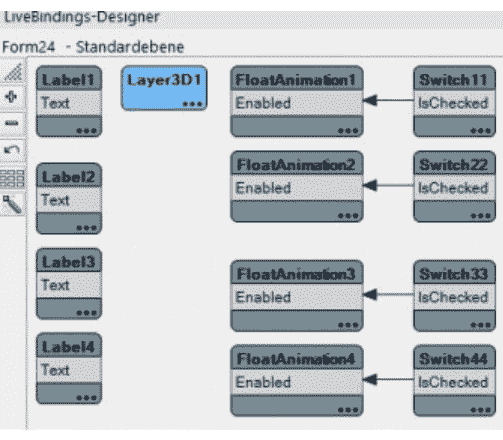 LiveBindings-Designer
Form24 - Standardebene
Label1 Layer3D1 FloatAnimation1 Switch11
Text Enabled IsChecked
Label2 FloatAnimation2 Switch22
Text Enabled IsChecked
Label3 FloatAnimation3 Switch33
Text Enabled IsChecked
Label4 FloatAnimation4 Switch44
Text Enabled IsChecked